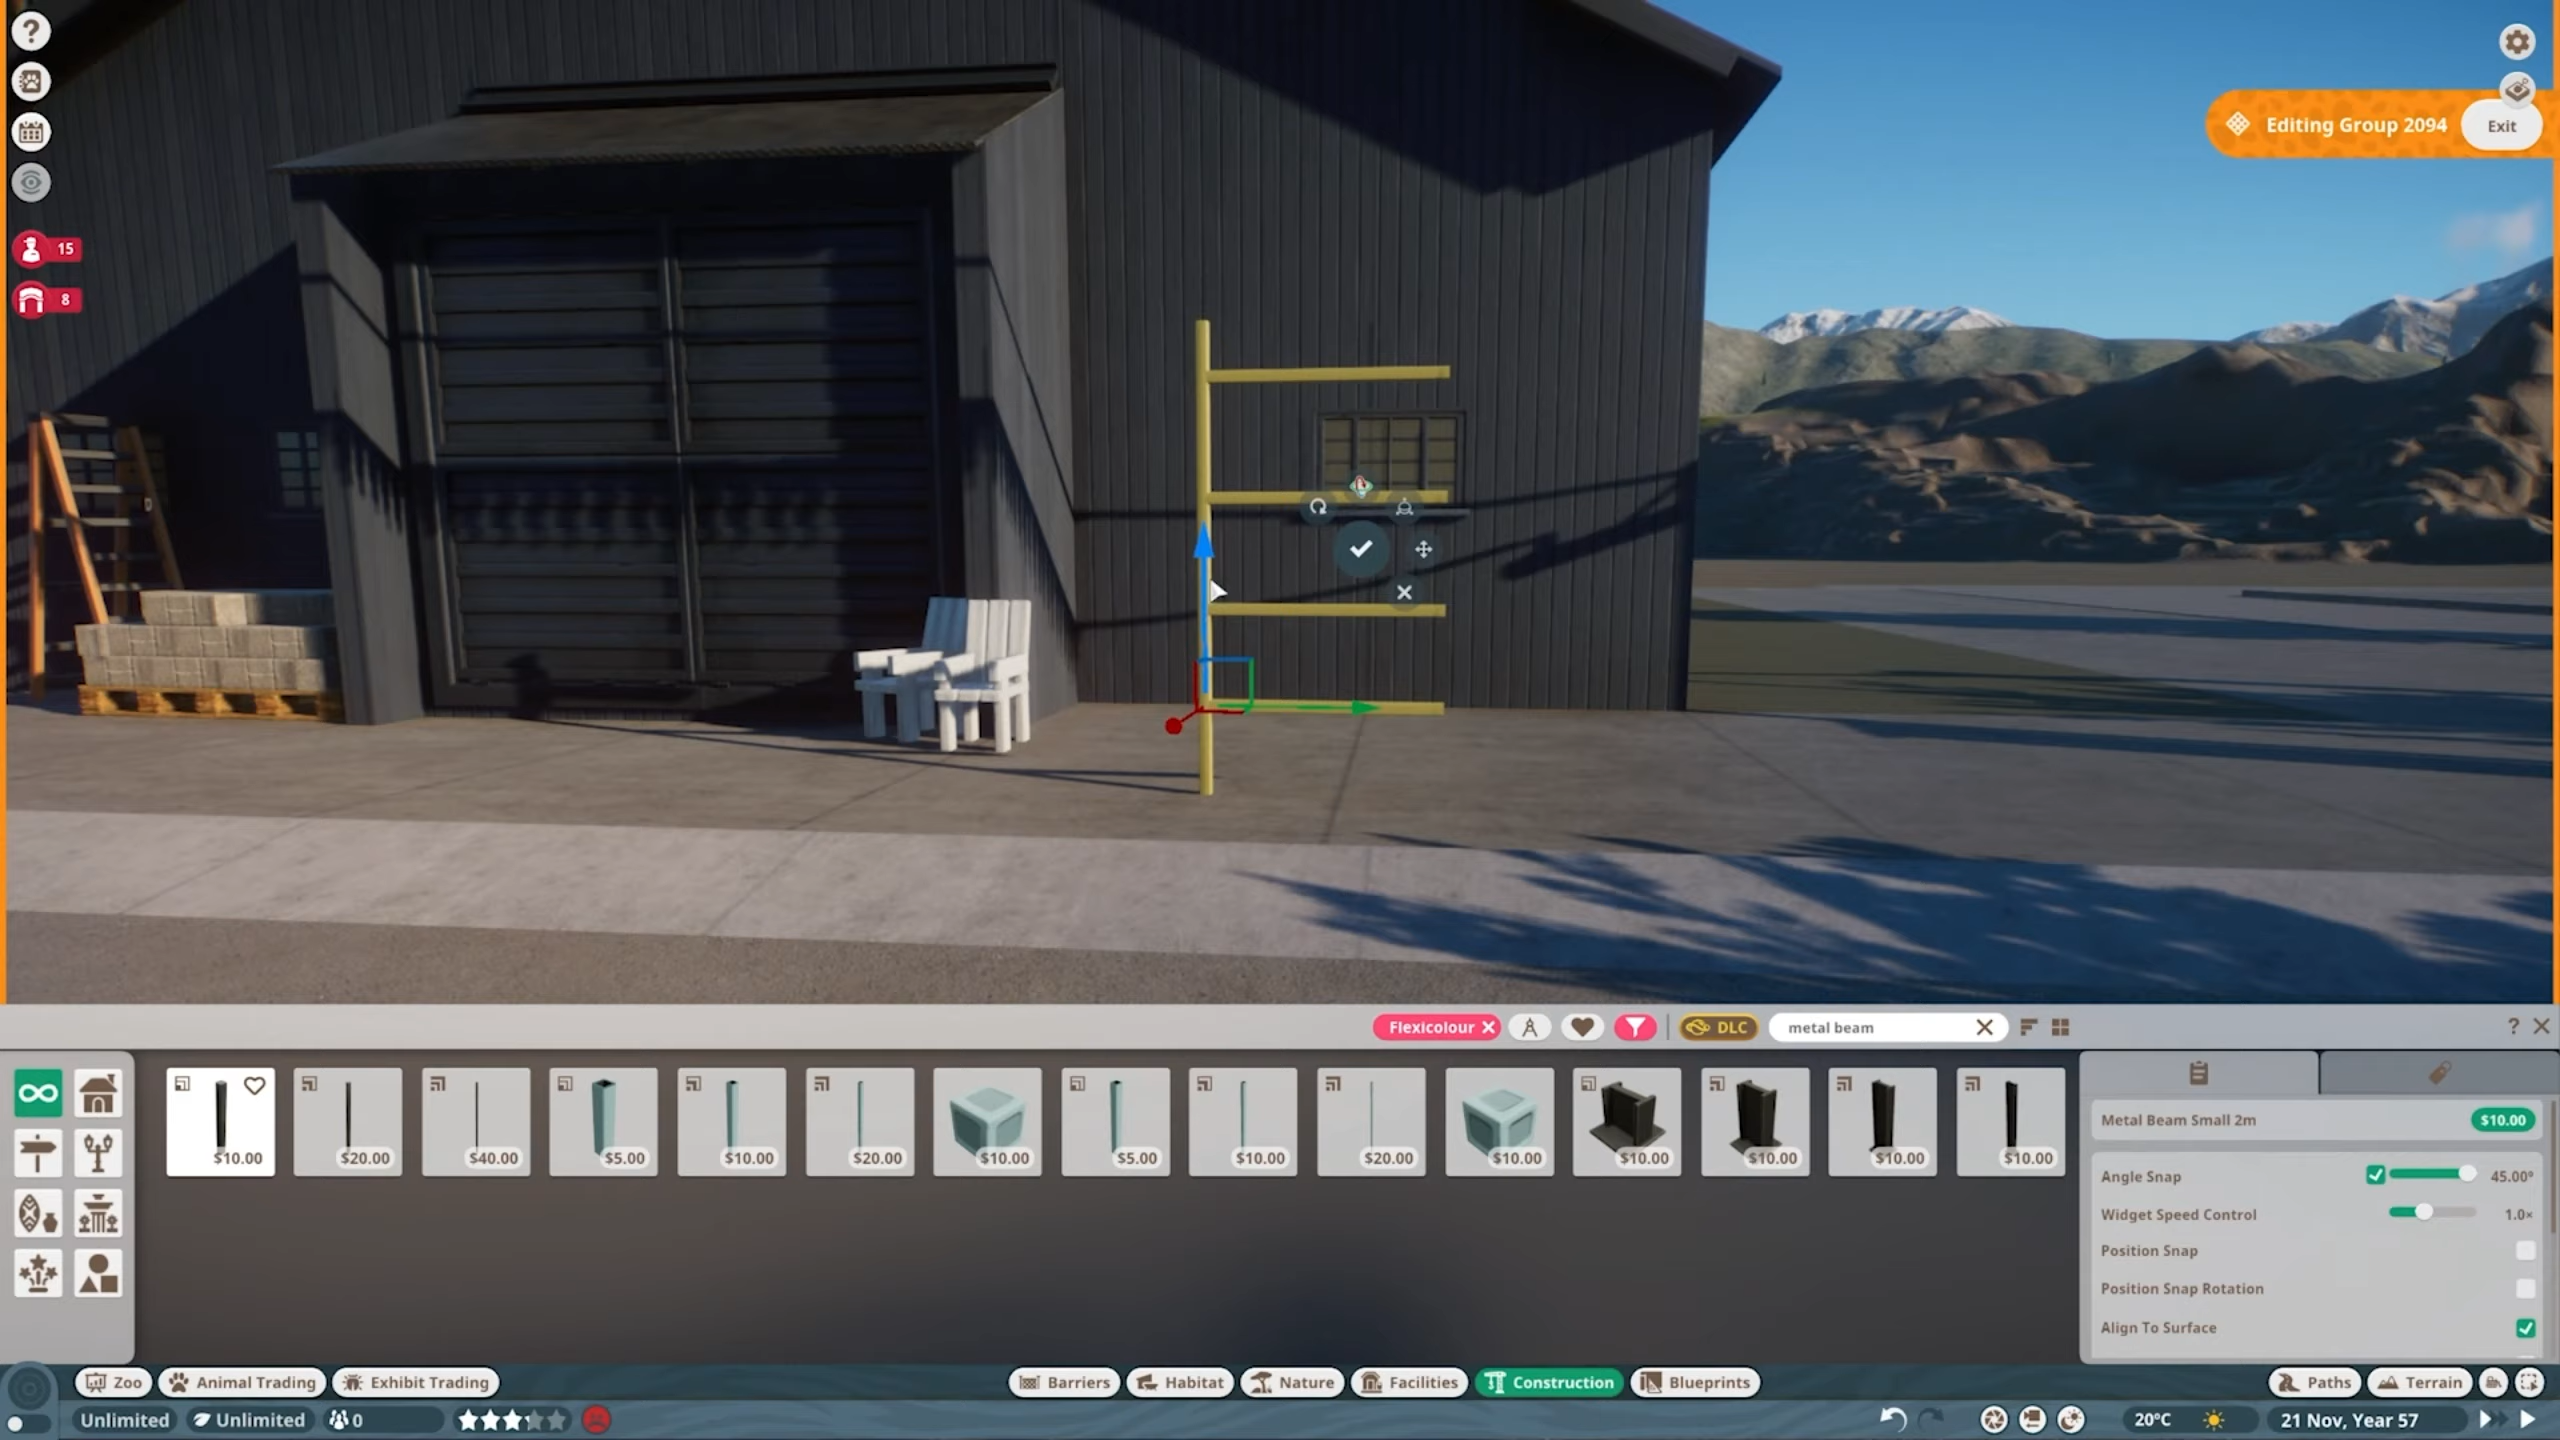 ?
15
8
Editing Group 2094
Exit
Flexicolour
DLC
metal beam
?
$10.00
$20.00
$40.00
$5.00
$10.00
$20.00
$10.00
$5.00
$10.00
$20.00
$10.00
$10.00
$10.00
$10.00
$10.00
Metal Beam Small 2m
$10.00
Angle Snap
45.00°
Widget Speed Control
1.0×
Position Snap
Position Snap Rotation
Align To Surface
Zoo
Animal Trading
Exhibit Trading
Barriers
Habitat
Nature
Facilities
Construction
Blueprints
Paths
Terrain
Unlimited
Unlimited
0
20°C
21 Nov, Year 57